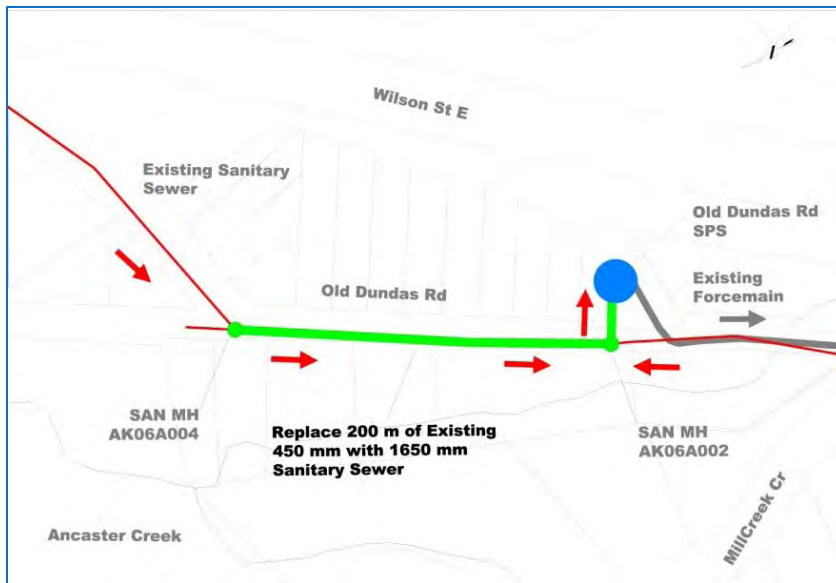 Wilson St E
Existing Sanitary
Sewer
Old Dundas Rd
SPS
Existing
Forcemain
Old Dundas Rd
SAN MH
AK06A004
Replace 200 m of Existing
450 mm with 1650 mm
Sanitary Sewer
SAN MH
AK06A002
Ancaster Creek
MillCreek Cr